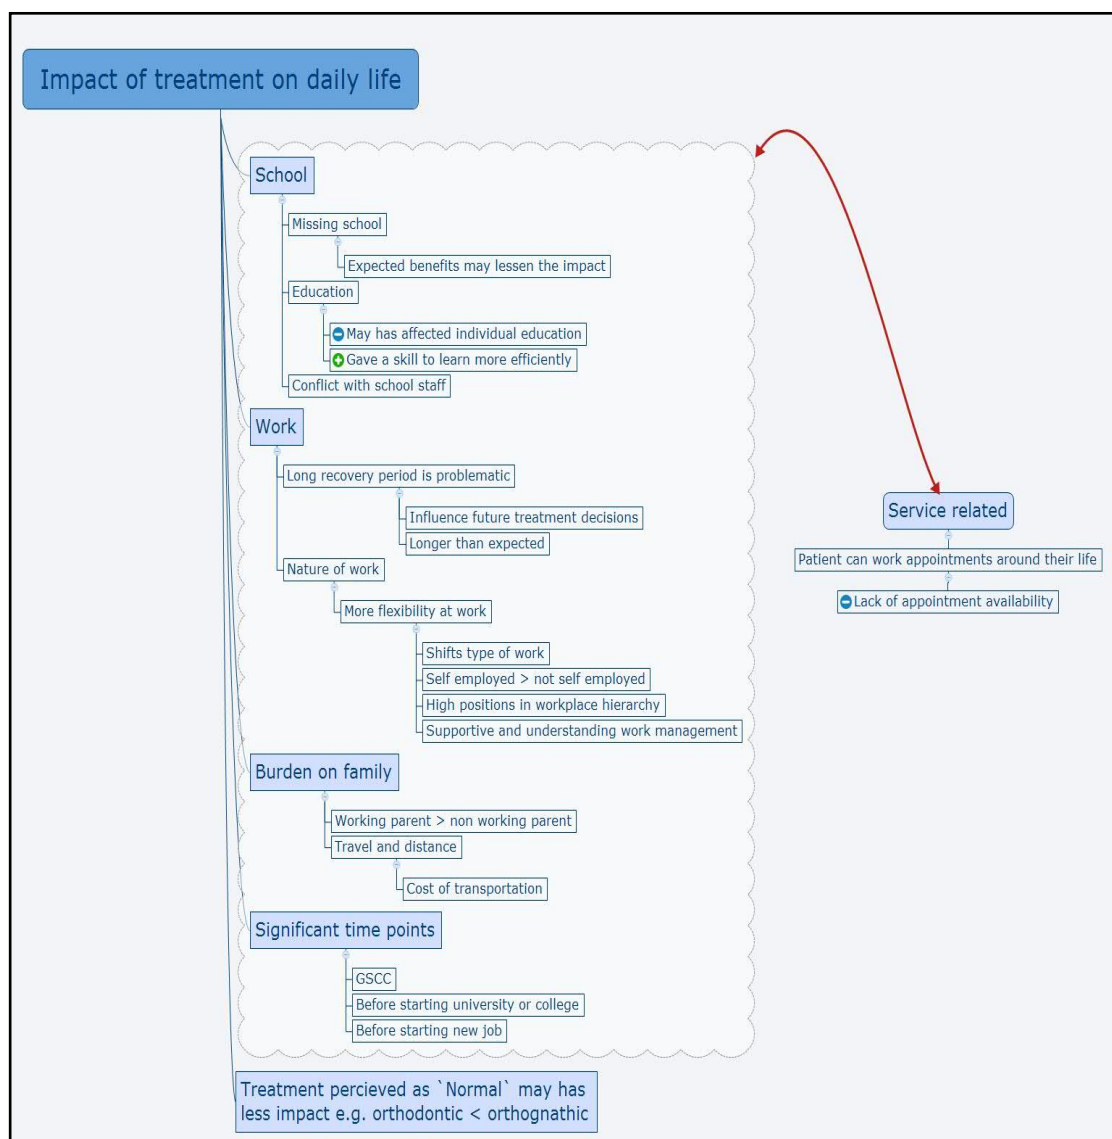 Impact of treatment on daily life
School
Missing school
Expected benefits may lessen the impact
Education
May has affected individual education
Gave a skill to learn more efficiently
Conflict with school staff
Work
Long recovery period is problematic
Influence future treatment decisions
Longer than expected
Nature of work
More flexibility at work
Shifts type of work
Self employed > not self employed
High positions in workplace hierarchy
Supportive and understanding work management
Burden on family
Working parent > non working parent
Travel and distance
Cost of transportation
Significant time points
GSCC
Before starting university or college
Before starting new job
Treatment percieved as `Normal` may has
less impact e.g. orthodontic < orthognathic
Service related
Patient can work appointments around their life
Lack of appointment availability